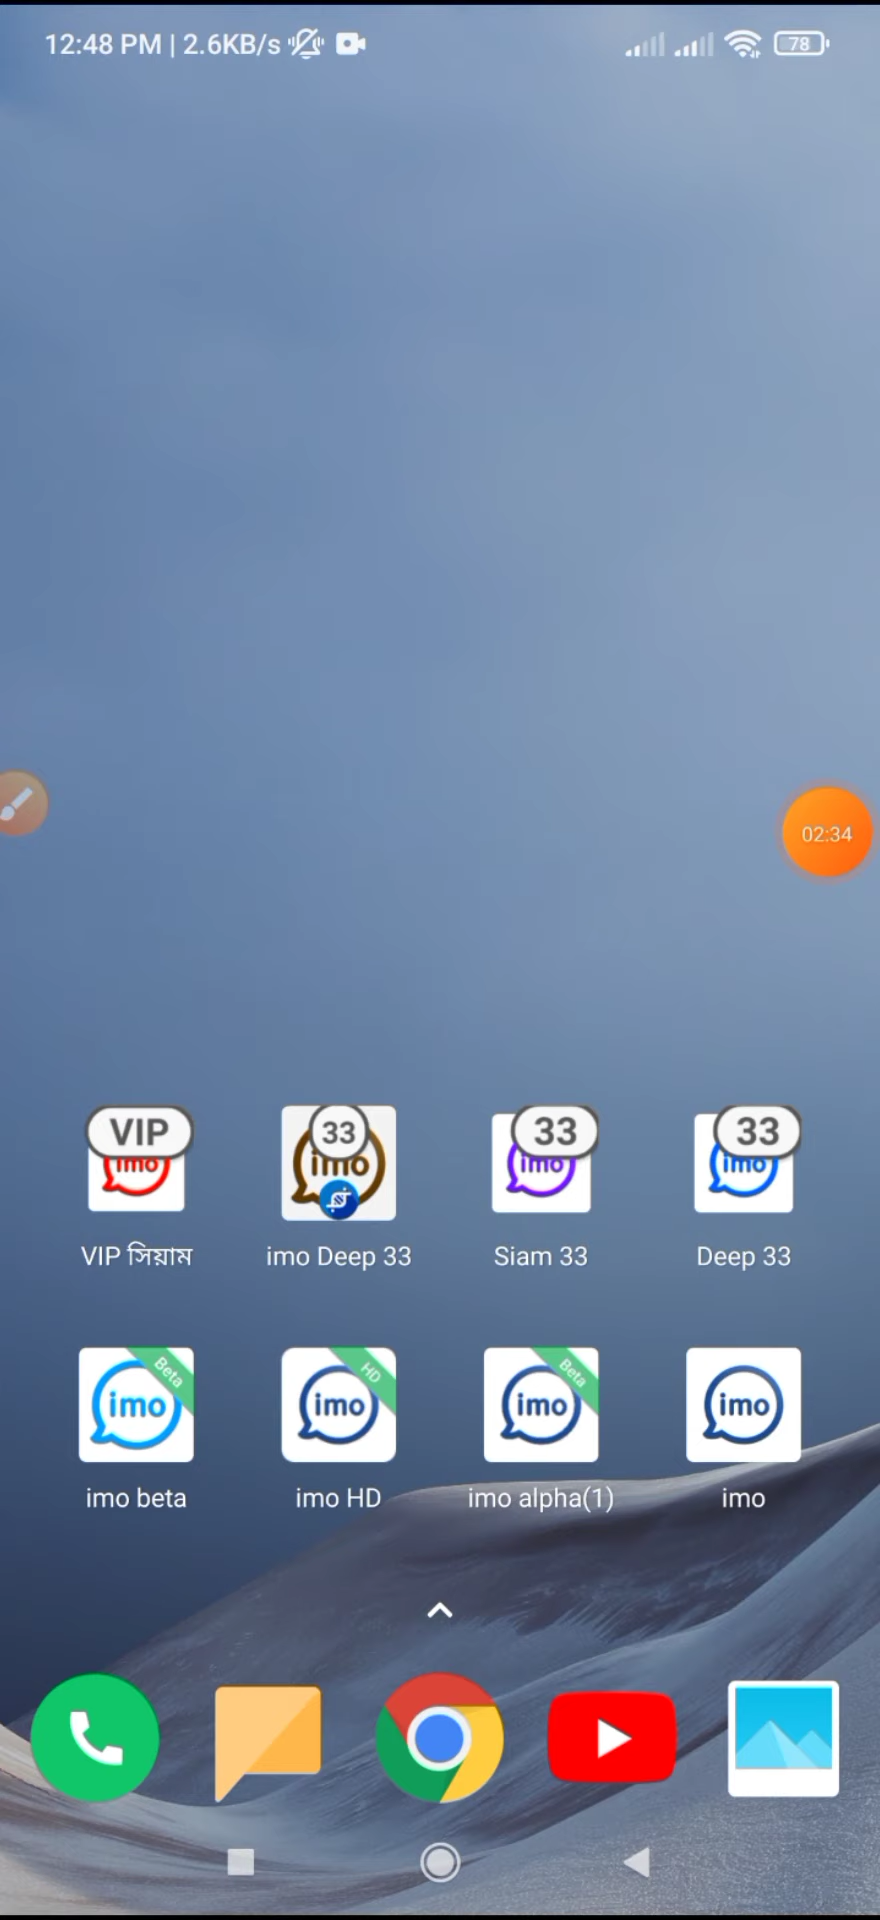 12:48 PM | 2.6KB/s
78
02:34
VIP 33 33 33
imo imo imo imo
VIP সিয়াম imo Deep 33 Siam 33 Deep 33
Beta HD Beta
imo imo imo imo
imo beta imo HD imo alpha(1) imo